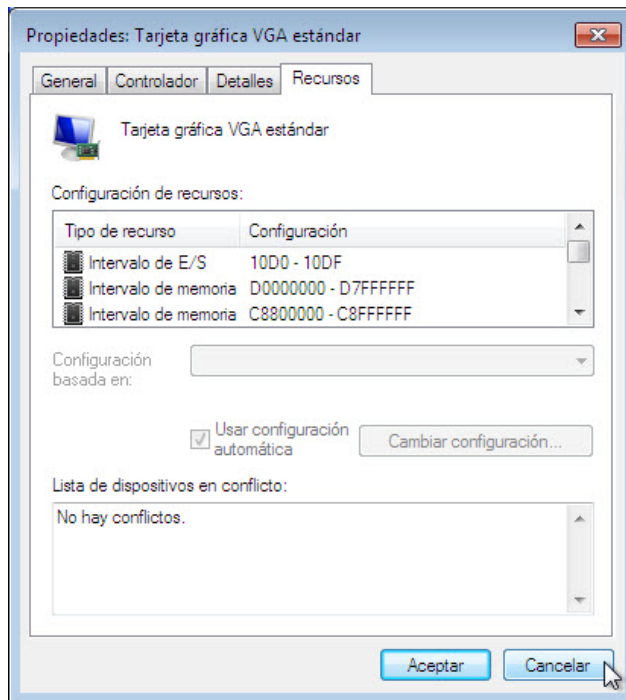 Propiedades: Tarjeta gráfica VGA estándar
General Controlador Detalles Recursos
Tarjeta gráfica VGA estándar
Configuración de recursos:
Tipo de recurso Configuración
Intervalo de E/S 10D0 - 10DF
Intervalo de memoria D0000000 - D7FFFFFF
Intervalo de memoria C8800000 - C8FFFFFF
Configuración
basada en:
Usar configuración
automática
Cambiar configuración...
Lista de dispositivos en conflicto:
No hay conflictos.
Aceptar Cancelar